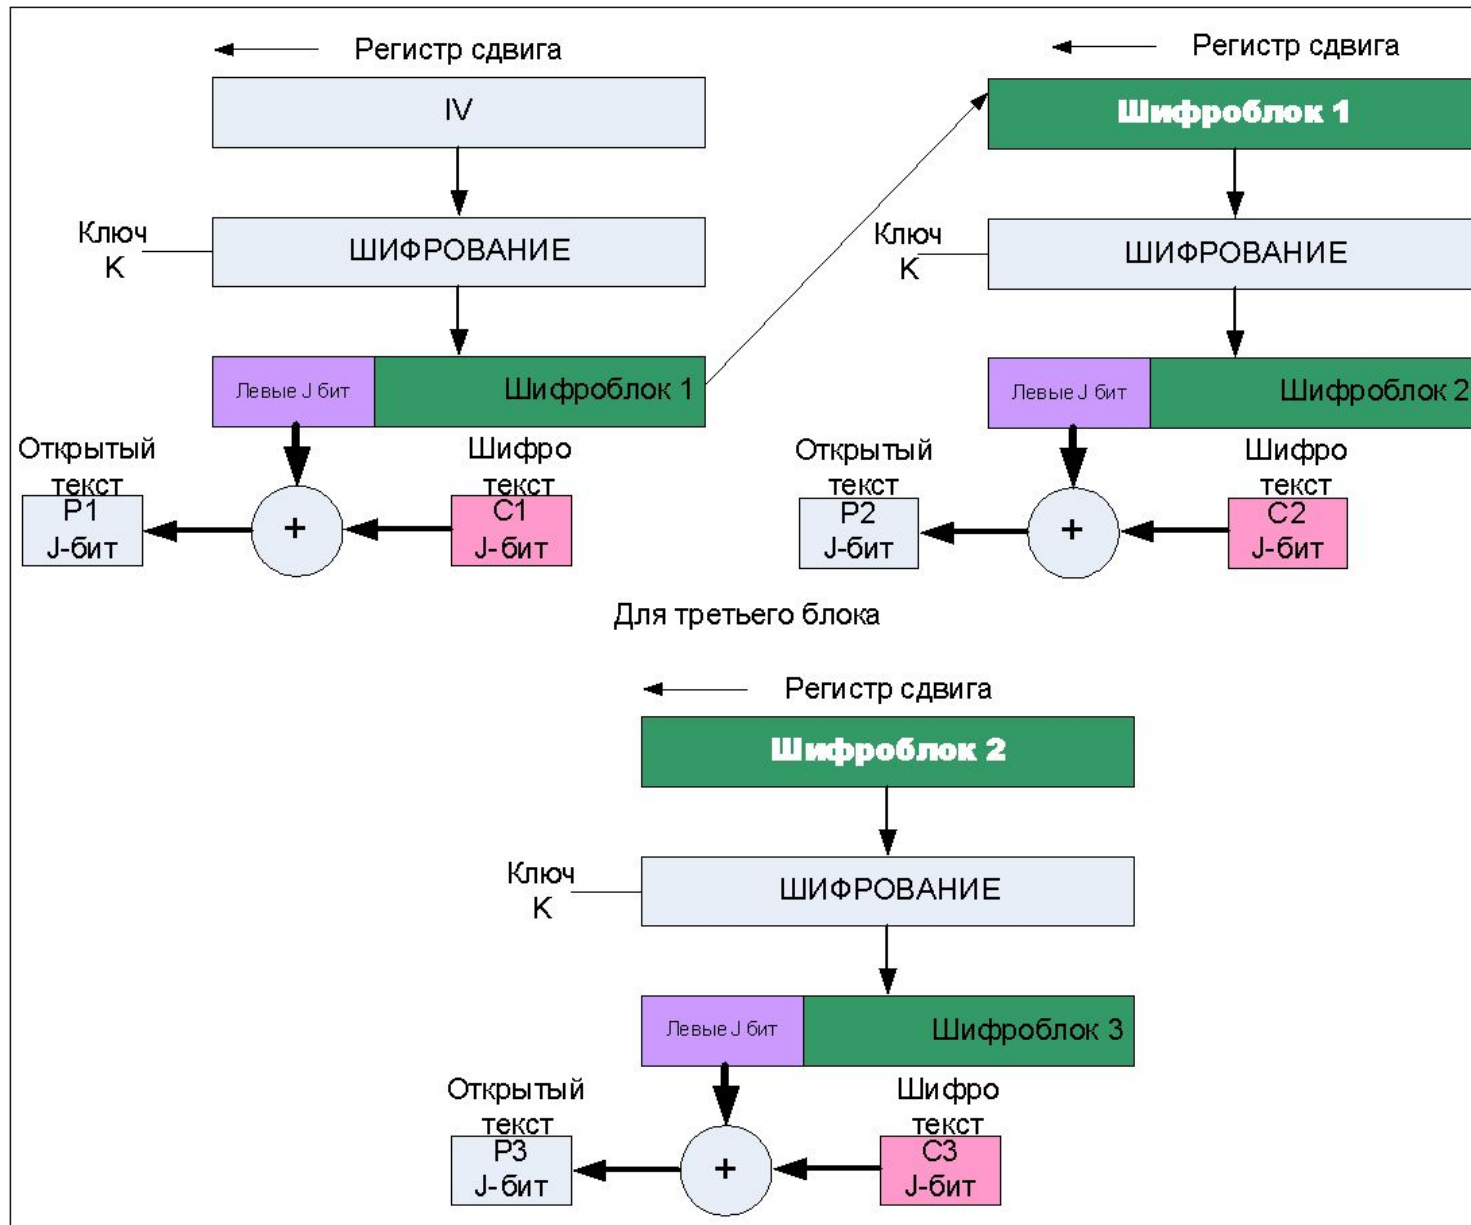 Регистр сдвига
IV
Ключ
K
ШИФРОВАНИЕ
Левые J бит
Шифроблок 1
Открытый
текст
P1
J-бит
+
Шифро
текст
C1
J-бит
Регистр сдвига
Шифроблок 1
Ключ
K
ШИФРОВАНИЕ
Левые J бит
Шифроблок 2
Открытый
текст
P2
J-бит
+
Шифро
текст
C2
J-бит
Для третьего блока
Регистр сдвига
Шифроблок 2
Ключ
K
ШИФРОВАНИЕ
Левые J бит
Шифроблок 3
Открытый
текст
P3
J-бит
+
Шифро
текст
C3
J-бит